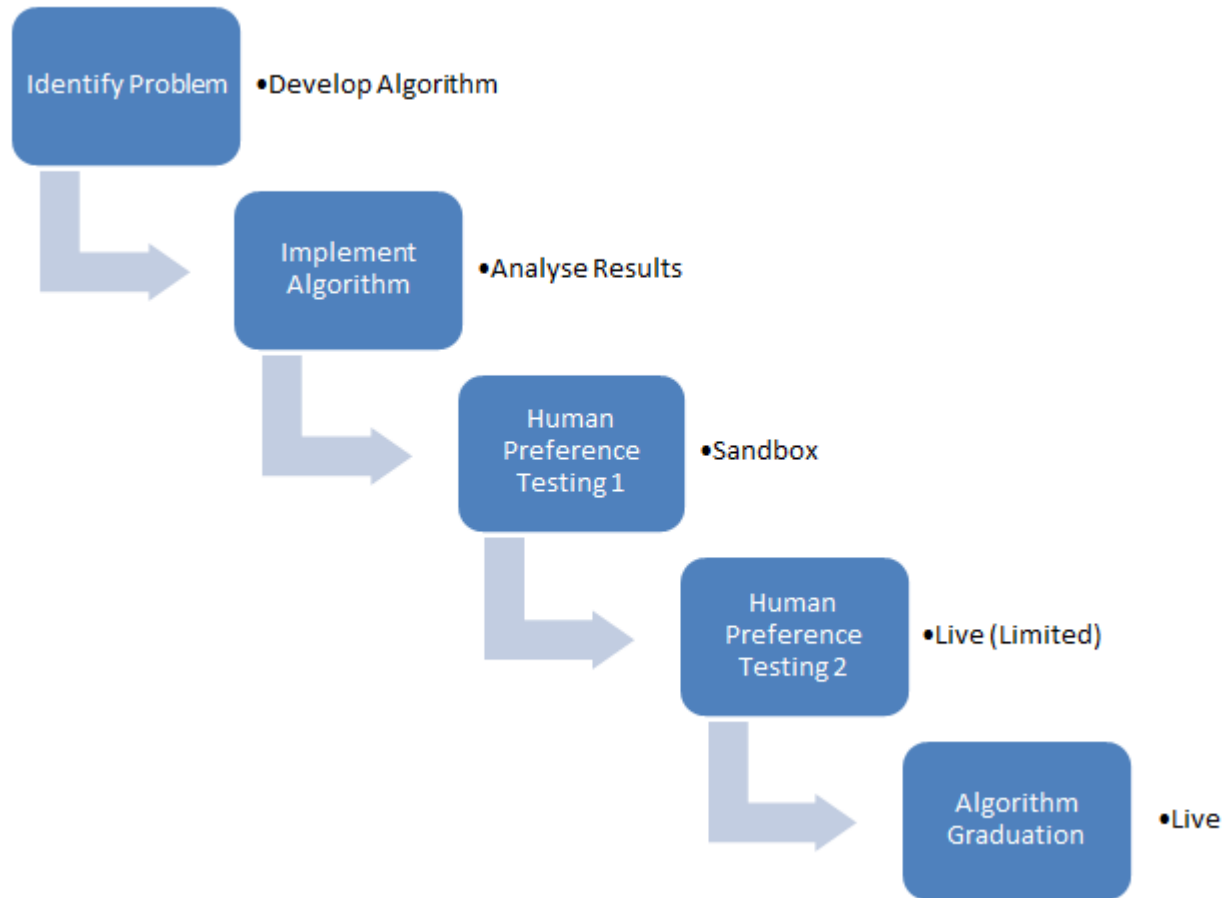 Identify Problem
•Develop Algorithm
Implement
Algorithm
•Analyse Results
Human
Preference
Testing 1
•Sandbox
Human
Preference
Testing 2
•Live (Limited)
Algorithm
Graduation
•Live